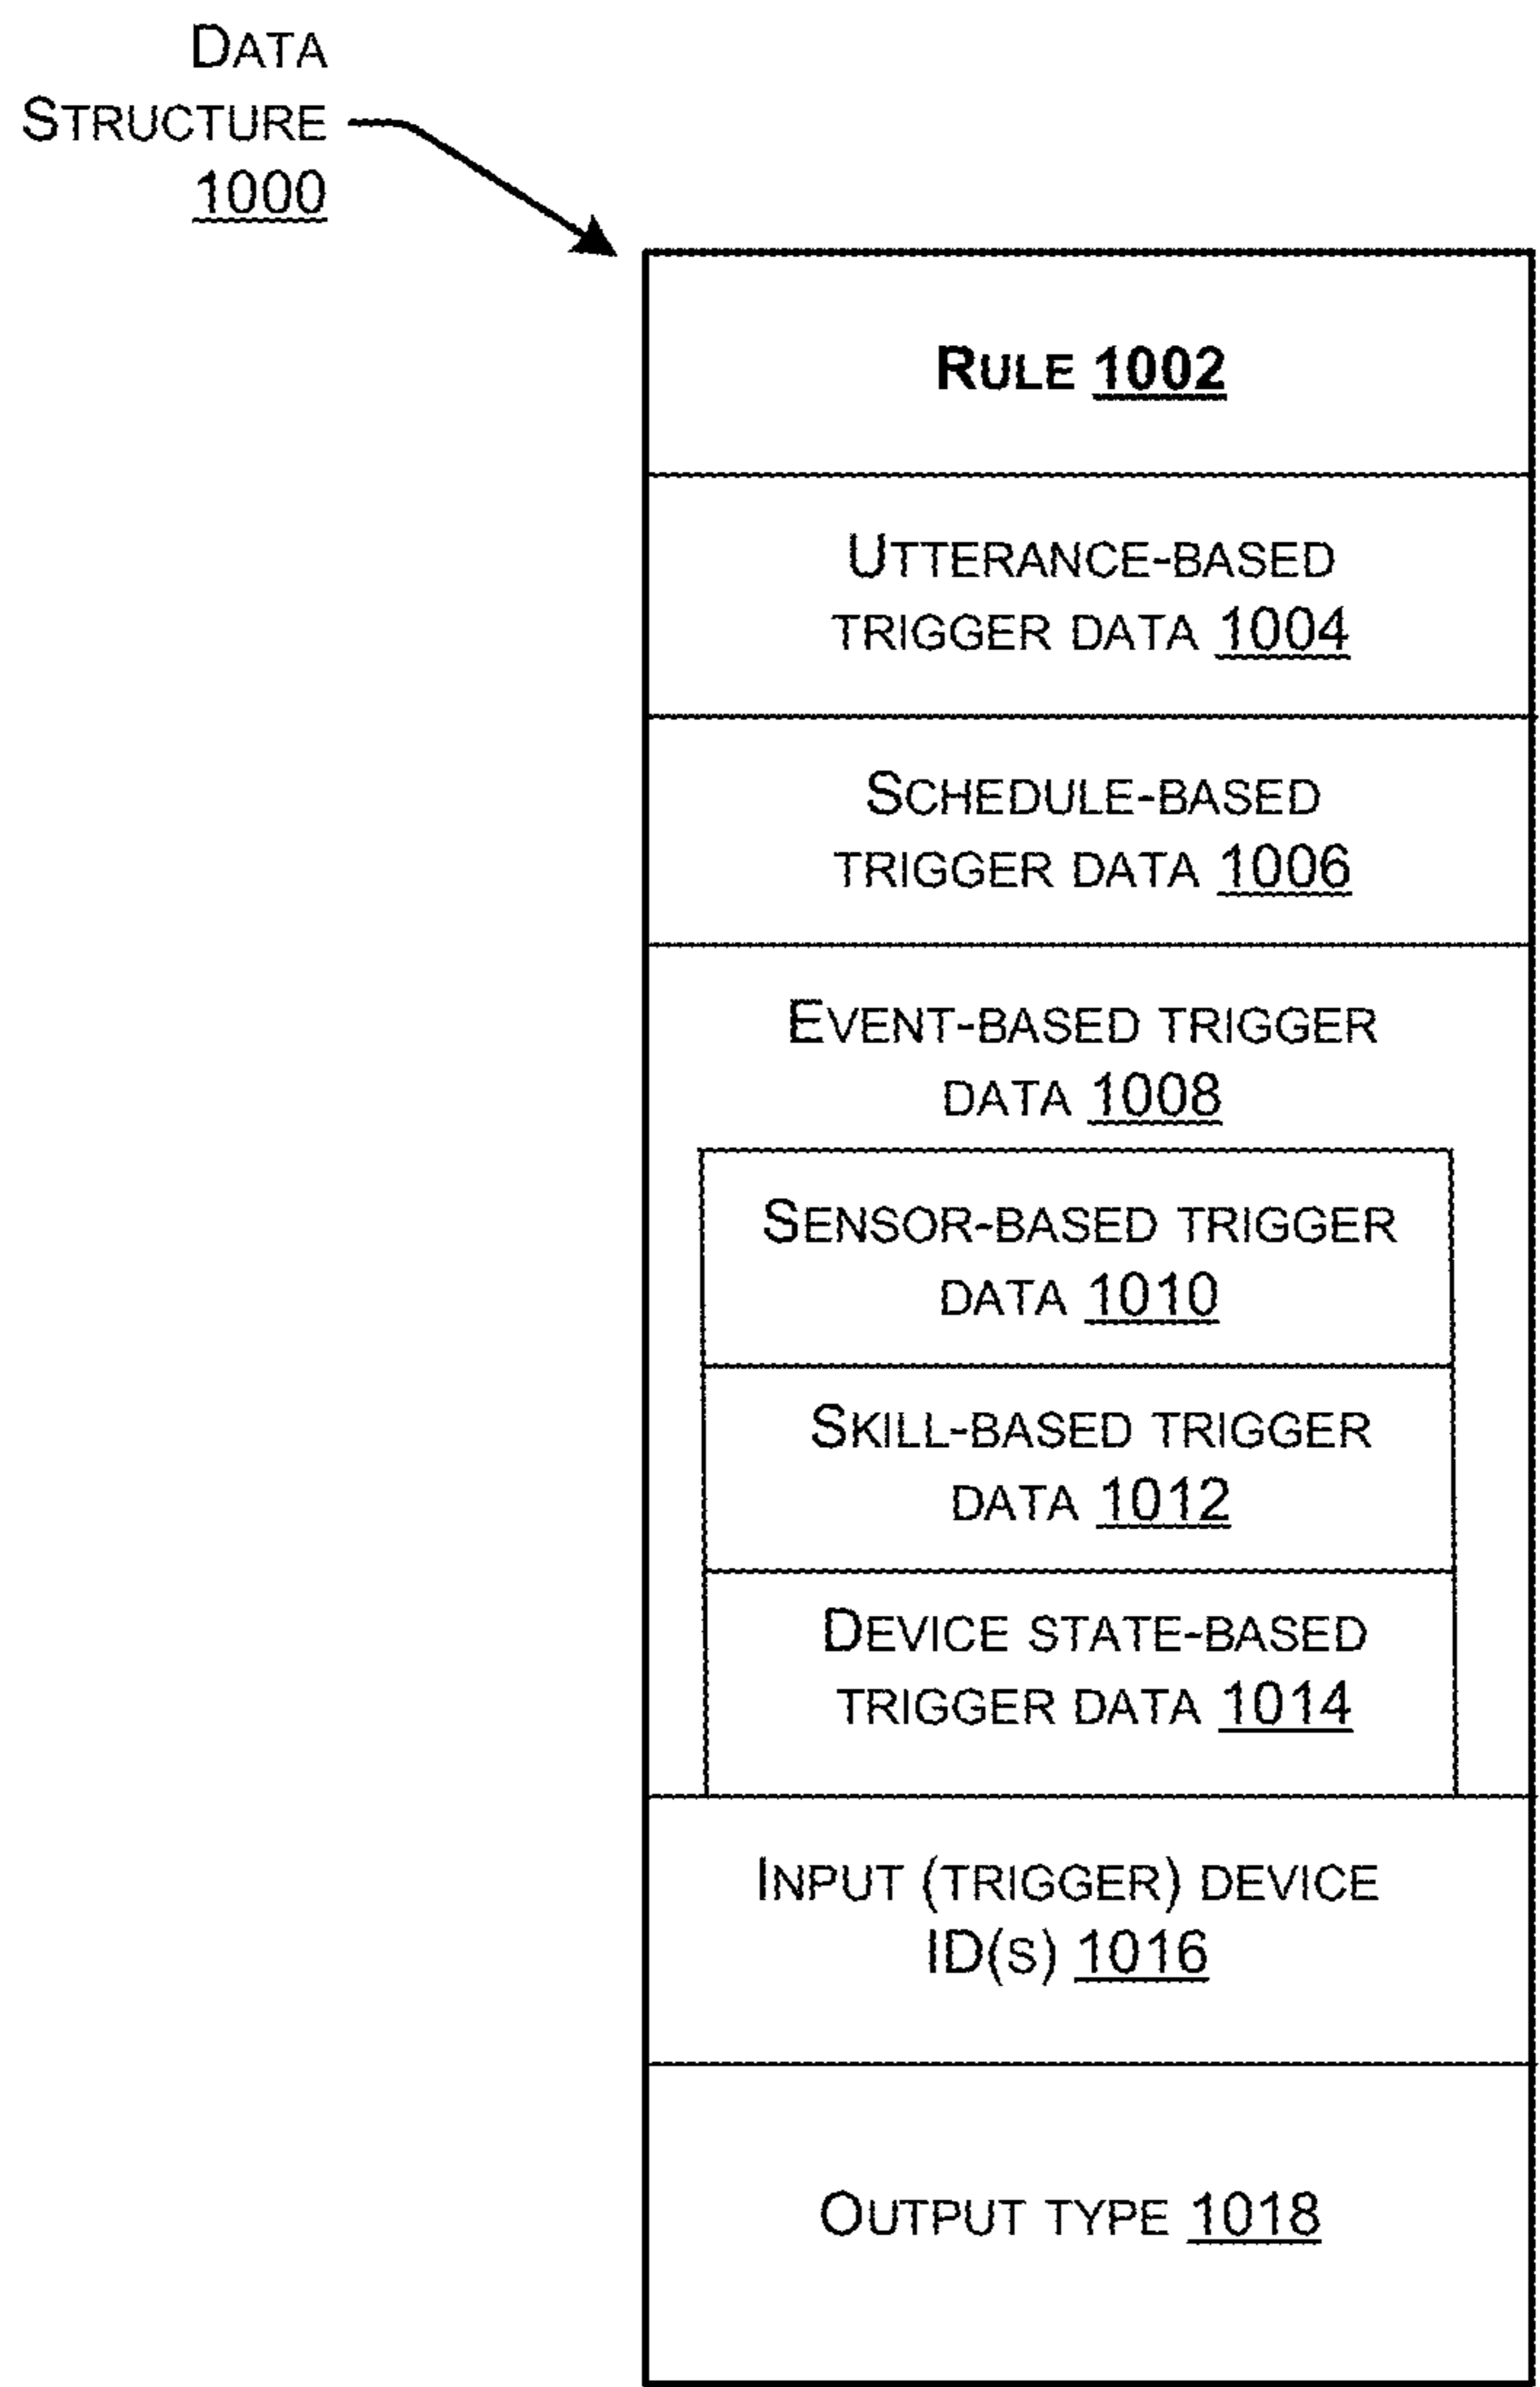 DATA
STRUCTURE
1000
RULE 1002
UTTERANCE-BASED
TRIGGER DATA 1004
SCHEDULE-BASED
TRIGGER DATA 1006
EVENT-BASED TRIGGER
DATA 1008
SENSOR-BASED TRIGGER
DATA 1010
SKILL-BASED TRIGGER
DATA 1012
DEVICE STATE-BASED
TRIGGER DATA 1014
INPUT (TRIGGER) DEVICE
ID(S) 1016
OUTPUT TYPE 1018